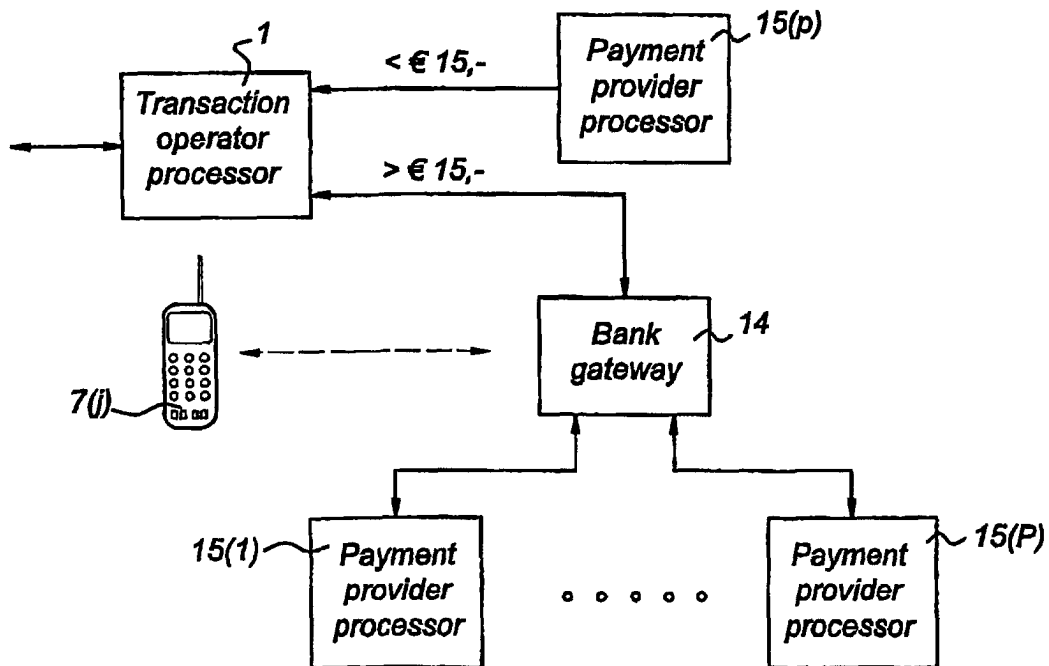 1
Transaction
operator
processor
< € 15,-
> € 15,-
15(p)
Payment
provider
processor
7(j)
Bank
gateway
14
15(1)
Payment
provider
processor
15(P)
Payment
provider
processor